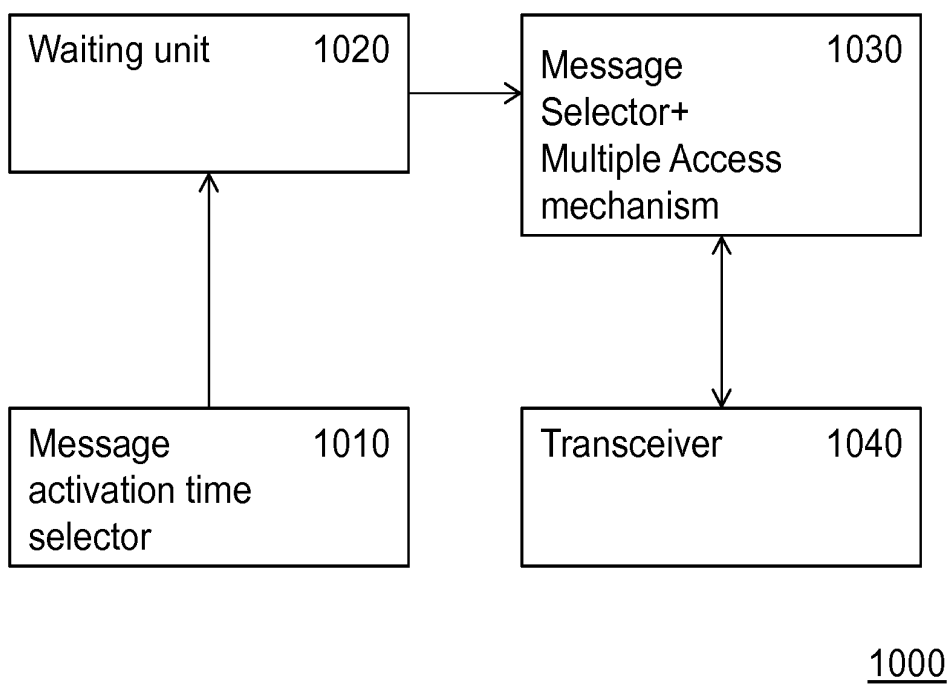 Waiting unit 1020
1030
Message
Selector+
Multiple Access
mechanism
Message 1010
activation time
selector
Transceiver 1040
1000